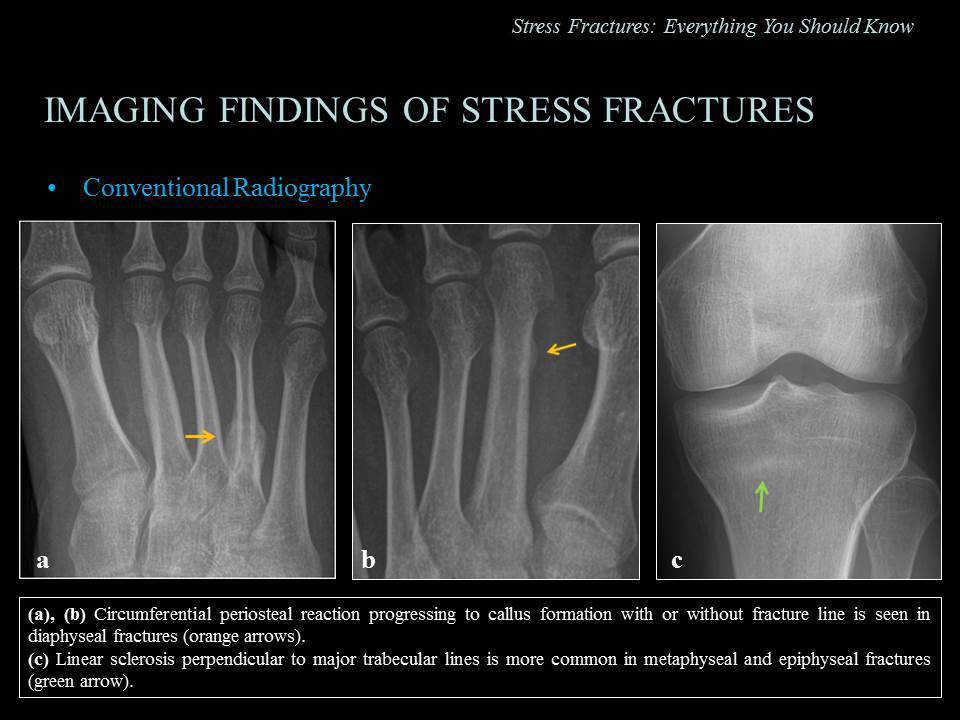 Stress Fractures: Everything You Should Know
IMAGING FINDINGS OF STRESS FRACTURES
• Conventional Radiography
a
b
c
(a), (b) Circumferential periosteal reaction progressing to callus formation with or without fracture line is seen in
diaphyseal fractures (orange arrows).
(c) Linear sclerosis perpendicular to major trabecular lines is more common in metaphyseal and epiphyseal fractures
(green arrow).